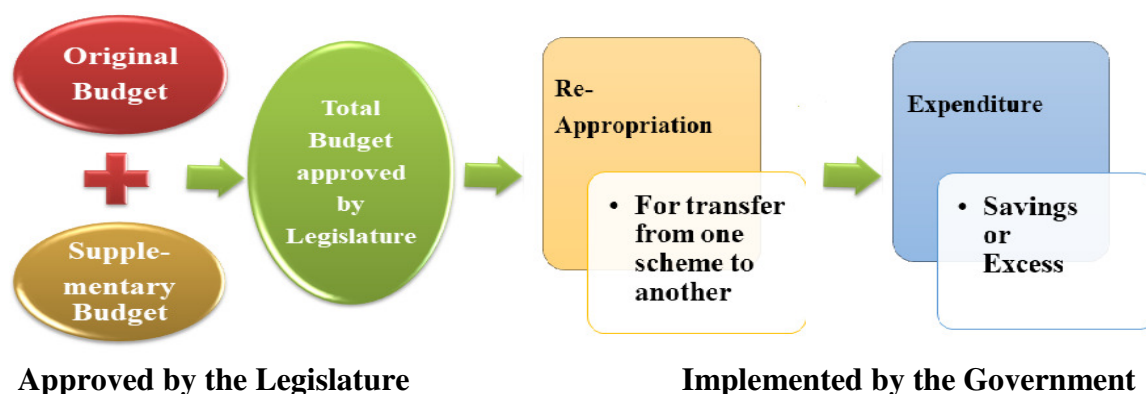 Original
Budget
Supple-
mentary
Budget
Total
Budget
approved
by
Legislature
Re-
Appropriation
• For transfer
from one
scheme to
another
Expenditure
• Savings
or
Excess
Approved by the Legislature
Implemented by the Government